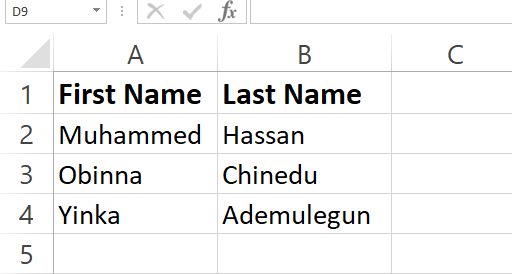 D9 fx
A B C
1 First Name Last Name
2 Muhammed Hassan
3 Obinna Chinedu
4 Yinka Ademulegun
5